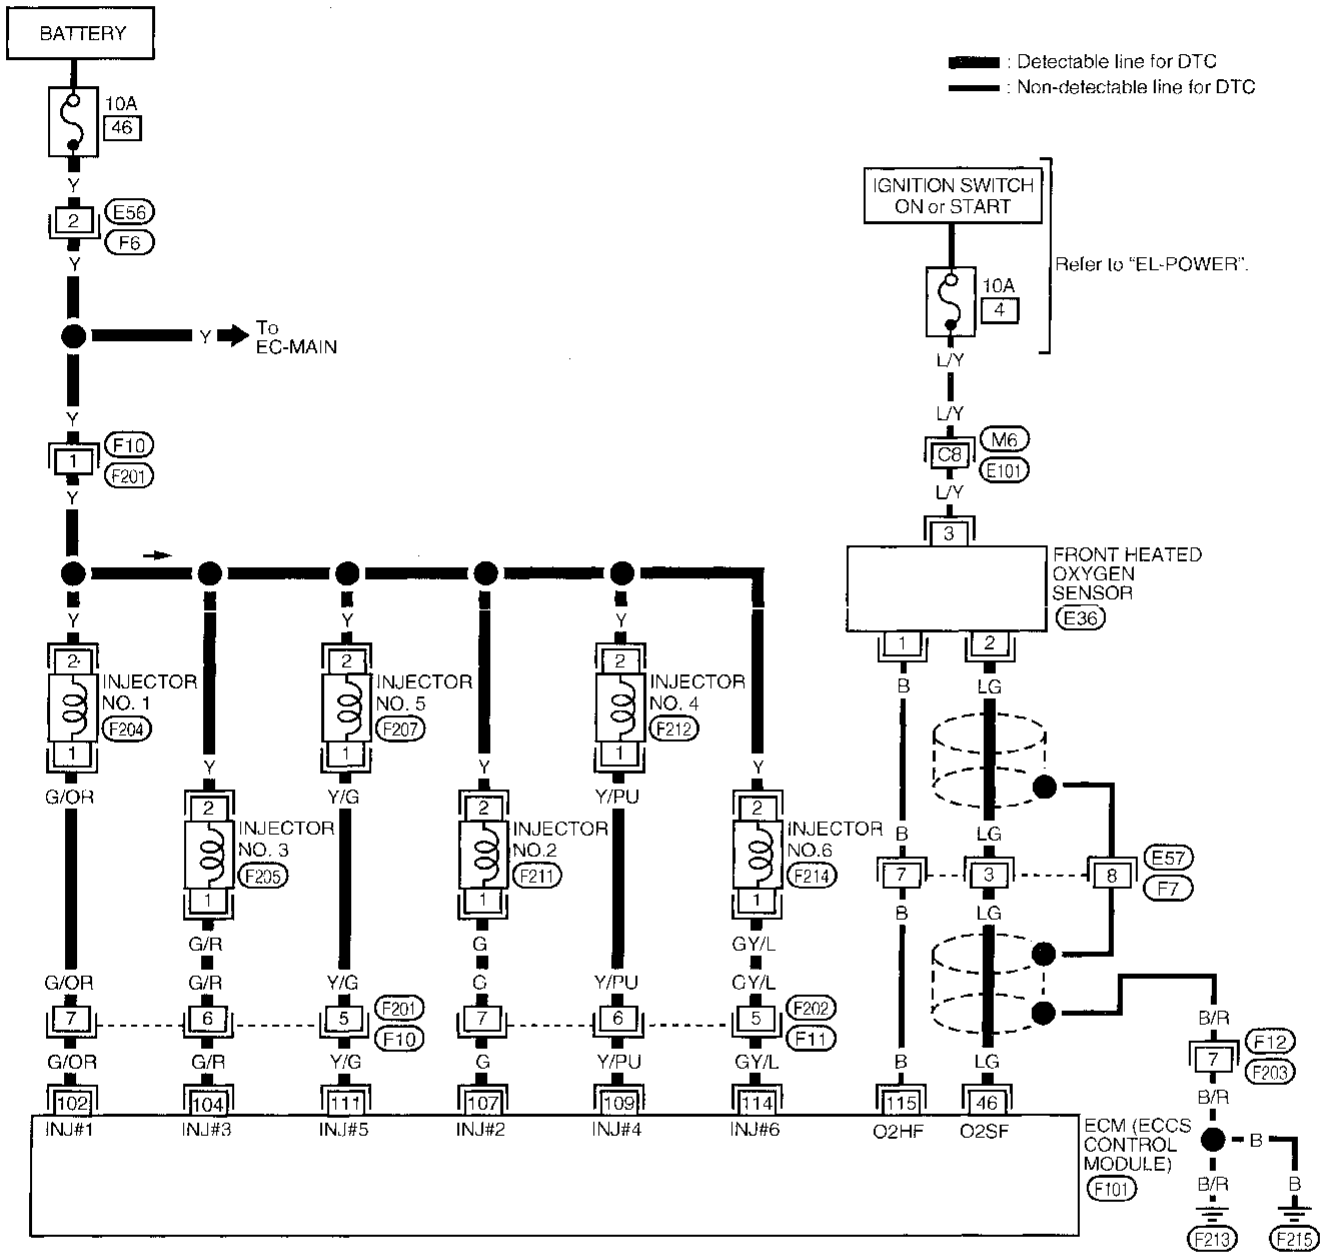 BATTERY
10A
46
Y
2
E56
F6
Y
Y
To
EC-MAIN
Y
1
F10
F201
Y
: Detectable line for DTC
: Non-detectable line for DTC
IGNITION SWITCH
ON or START
Refer to "EL-POWER".
10A
4
L/Y
L/Y
C8
M6
E101
L/Y
3
FRONT HEATED
OXYGEN
SENSOR
E36
1
2
B
LG
Y
Y
Y
2
2
2
INJECTOR
NO. 1
F204
INJECTOR
NO. 5
F207
INJECTOR
NO. 4
F212
1
1
1
G/OR
Y/G
Y/PU
Y
Y
Y
2
2
2
INJECTOR
NO. 3
F205
INJECTOR
NO.2
F211
INJECTOR
NO.6
F214
1
1
1
G/R
G
GY/L
B
LG
7
3
8
E57
F7
B
LG
G/OR
G/R
Y/G
G
Y/PU
GY/L
7
6
5
F201
F10
7
6
5
F202
F11
G/OR
G/R
Y/G
G
Y/PU
GY/L
B
LG
B/R
7
F12
F203
B/R
B
B/R
B
F213
F215
102
104
111
107
109
114
115
46
INJ#1
INJ#3
INJ#5
INJ#2
INJ#4
INJ#6
O2HF
O2SF
ECM (ECCS
CONTROL
MODULE)
F101